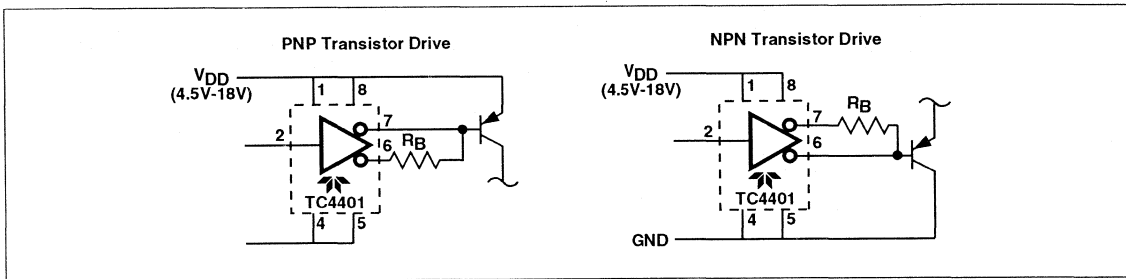 PNP Transistor Drive
VDD
(4.5V-18V)
1 8
2
7
6
RB
TC4401
4 5
NPN Transistor Drive
VDD
(4.5V-18V)
1 8
2
7
RB
6
TC4401
4 5
GND